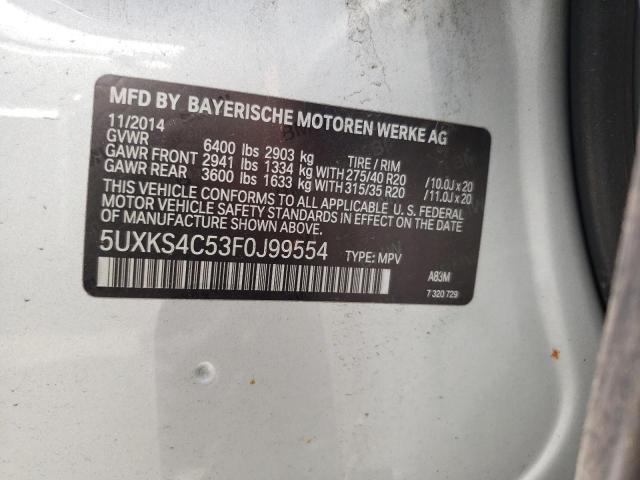 MFD BY BAYERISCHE MOTOREN WERKE AG
11/2014
GVWR 6400 lbs 2903 kg TIRE / RIM
GAWR FRONT 2941 lbs 1334 kg WITH 275/40 R20 /10.0J x 20
GAWR REAR 3600 lbs 1633 kg WITH 315/35 R20 /11.0J x 20
THIS VEHICLE CONFORMS TO ALL APPLICABLE U. S. FEDERAL
MOTOR VEHICLE SAFETY STANDARDS IN EFFECT ON THE DATE
OF MANUFACTURE SHOWN ABOVE.
5UXKS4C53F0J99554 TYPE: MPV
A83M
7 320 729